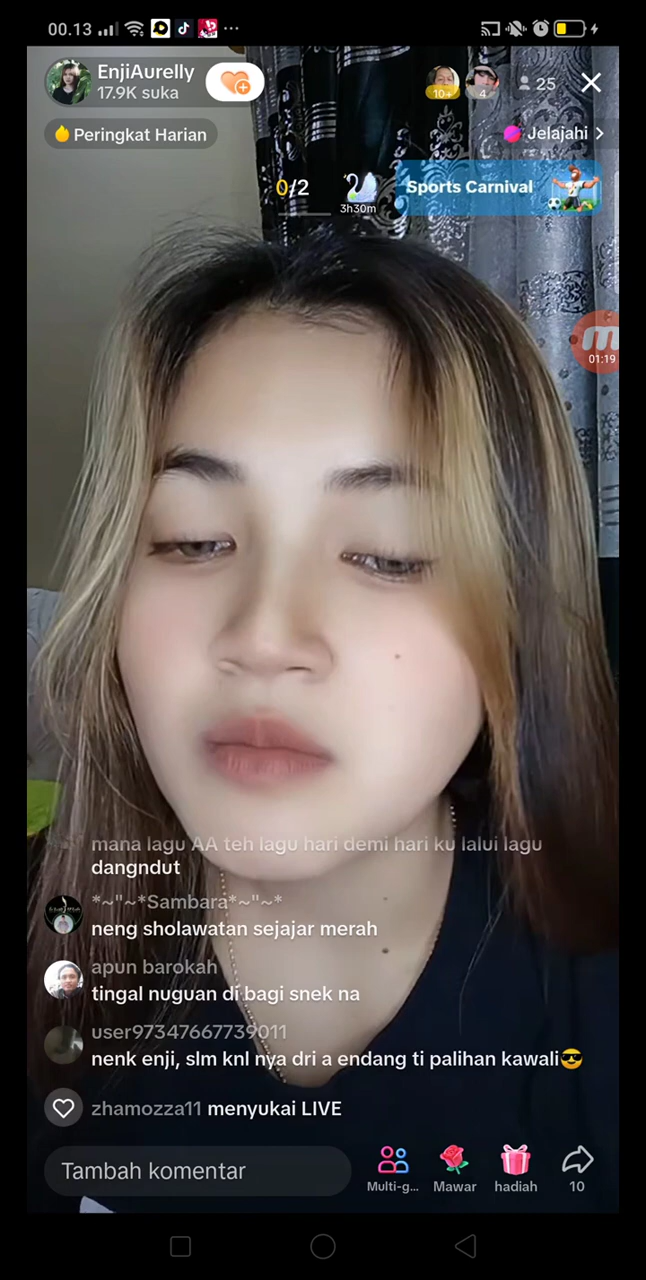 00.13
EnjiAurelly
17.9K suka
10+
4
25
Peringkat Harian
Jelajahi
0/2
3h30m
Sports Carnival
01:19
mana lagu AA teh lagu hari demi hari ku lalui lagu
dangndut
*~"~*Sambara*~"~*
neng sholawatan sejajar merah
apun barokah
tingal nuguan di bagi snek na
user97347667739011
nenk enji, slm knl nya dri a endang ti palihan kawali😎
zhamozza11 menyukai LIVE
Tambah komentar
Multi-g...
Mawar
hadiah
10